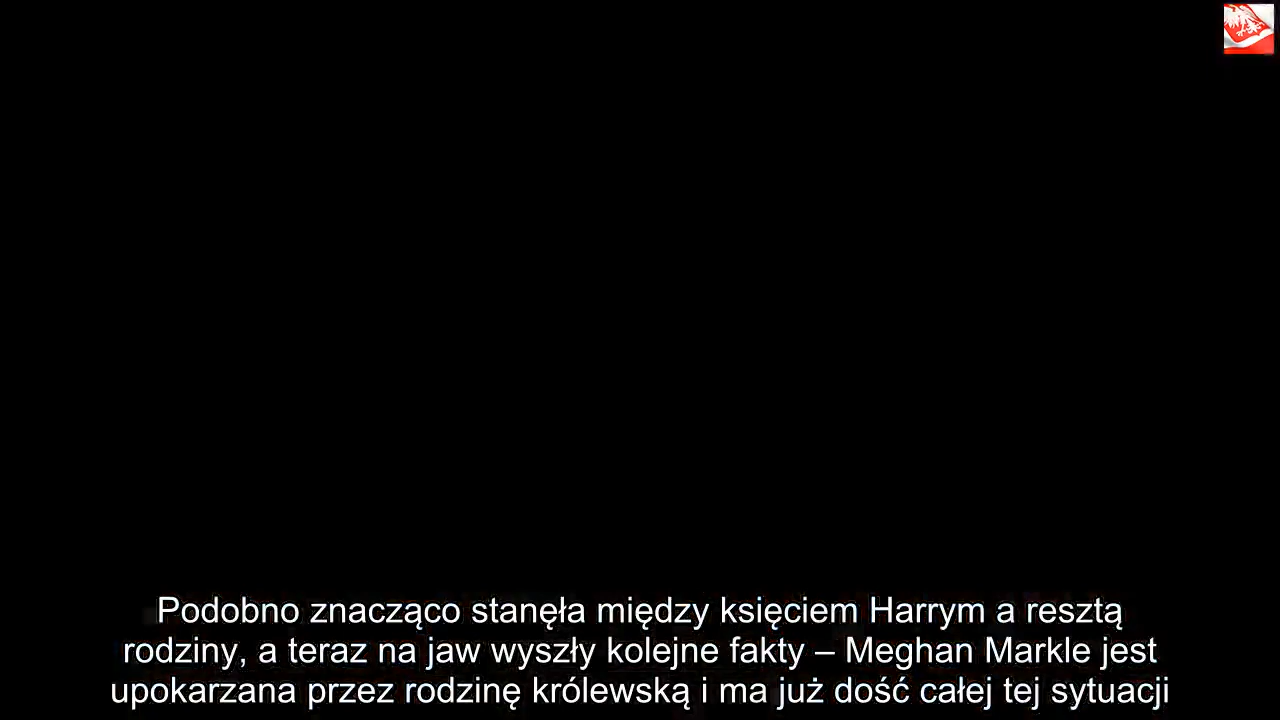 Podobno znacząco stanęła między księciem Harrym a resztą
rodziny, a teraz na jaw wyszły kolejne fakty – Meghan Markle jest
upokarzana przez rodzinę królewską i ma już dość całej tej sytuacji